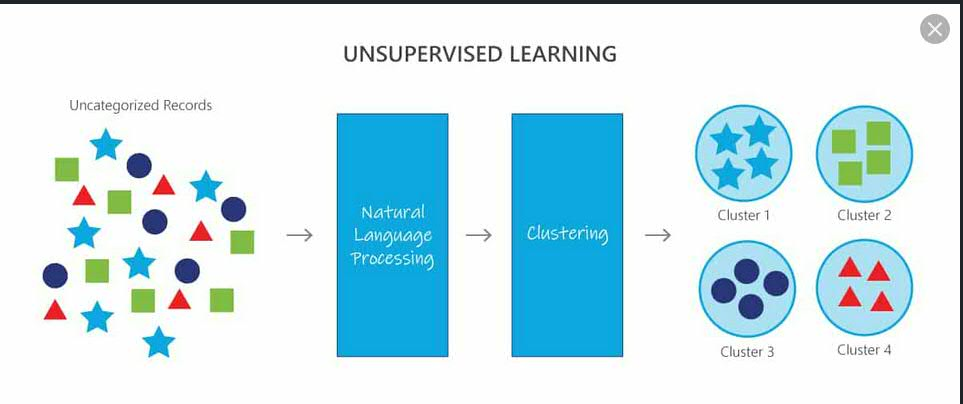 UNSUPERVISED LEARNING
Uncategorized Records
Natural
Language
Processing
Clustering
Cluster 1
Cluster 2
Cluster 3
Cluster 4